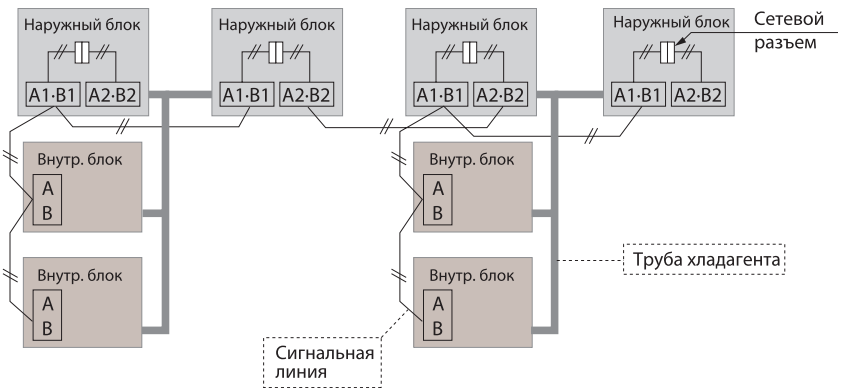 Наружный блок
Наружный блок
Наружный блок
Наружный блок
Сетевой
разъем
A1·B1
A2·B2
A1·B1
A2·B2
A1·B1
A2·B2
A1·B1
A2·B2
Внутр. блок
A
B
Внутр. блок
A
B
Внутр. блок
A
B
Внутр. блок
A
B
Труба хладагента
Сигнальная
линия